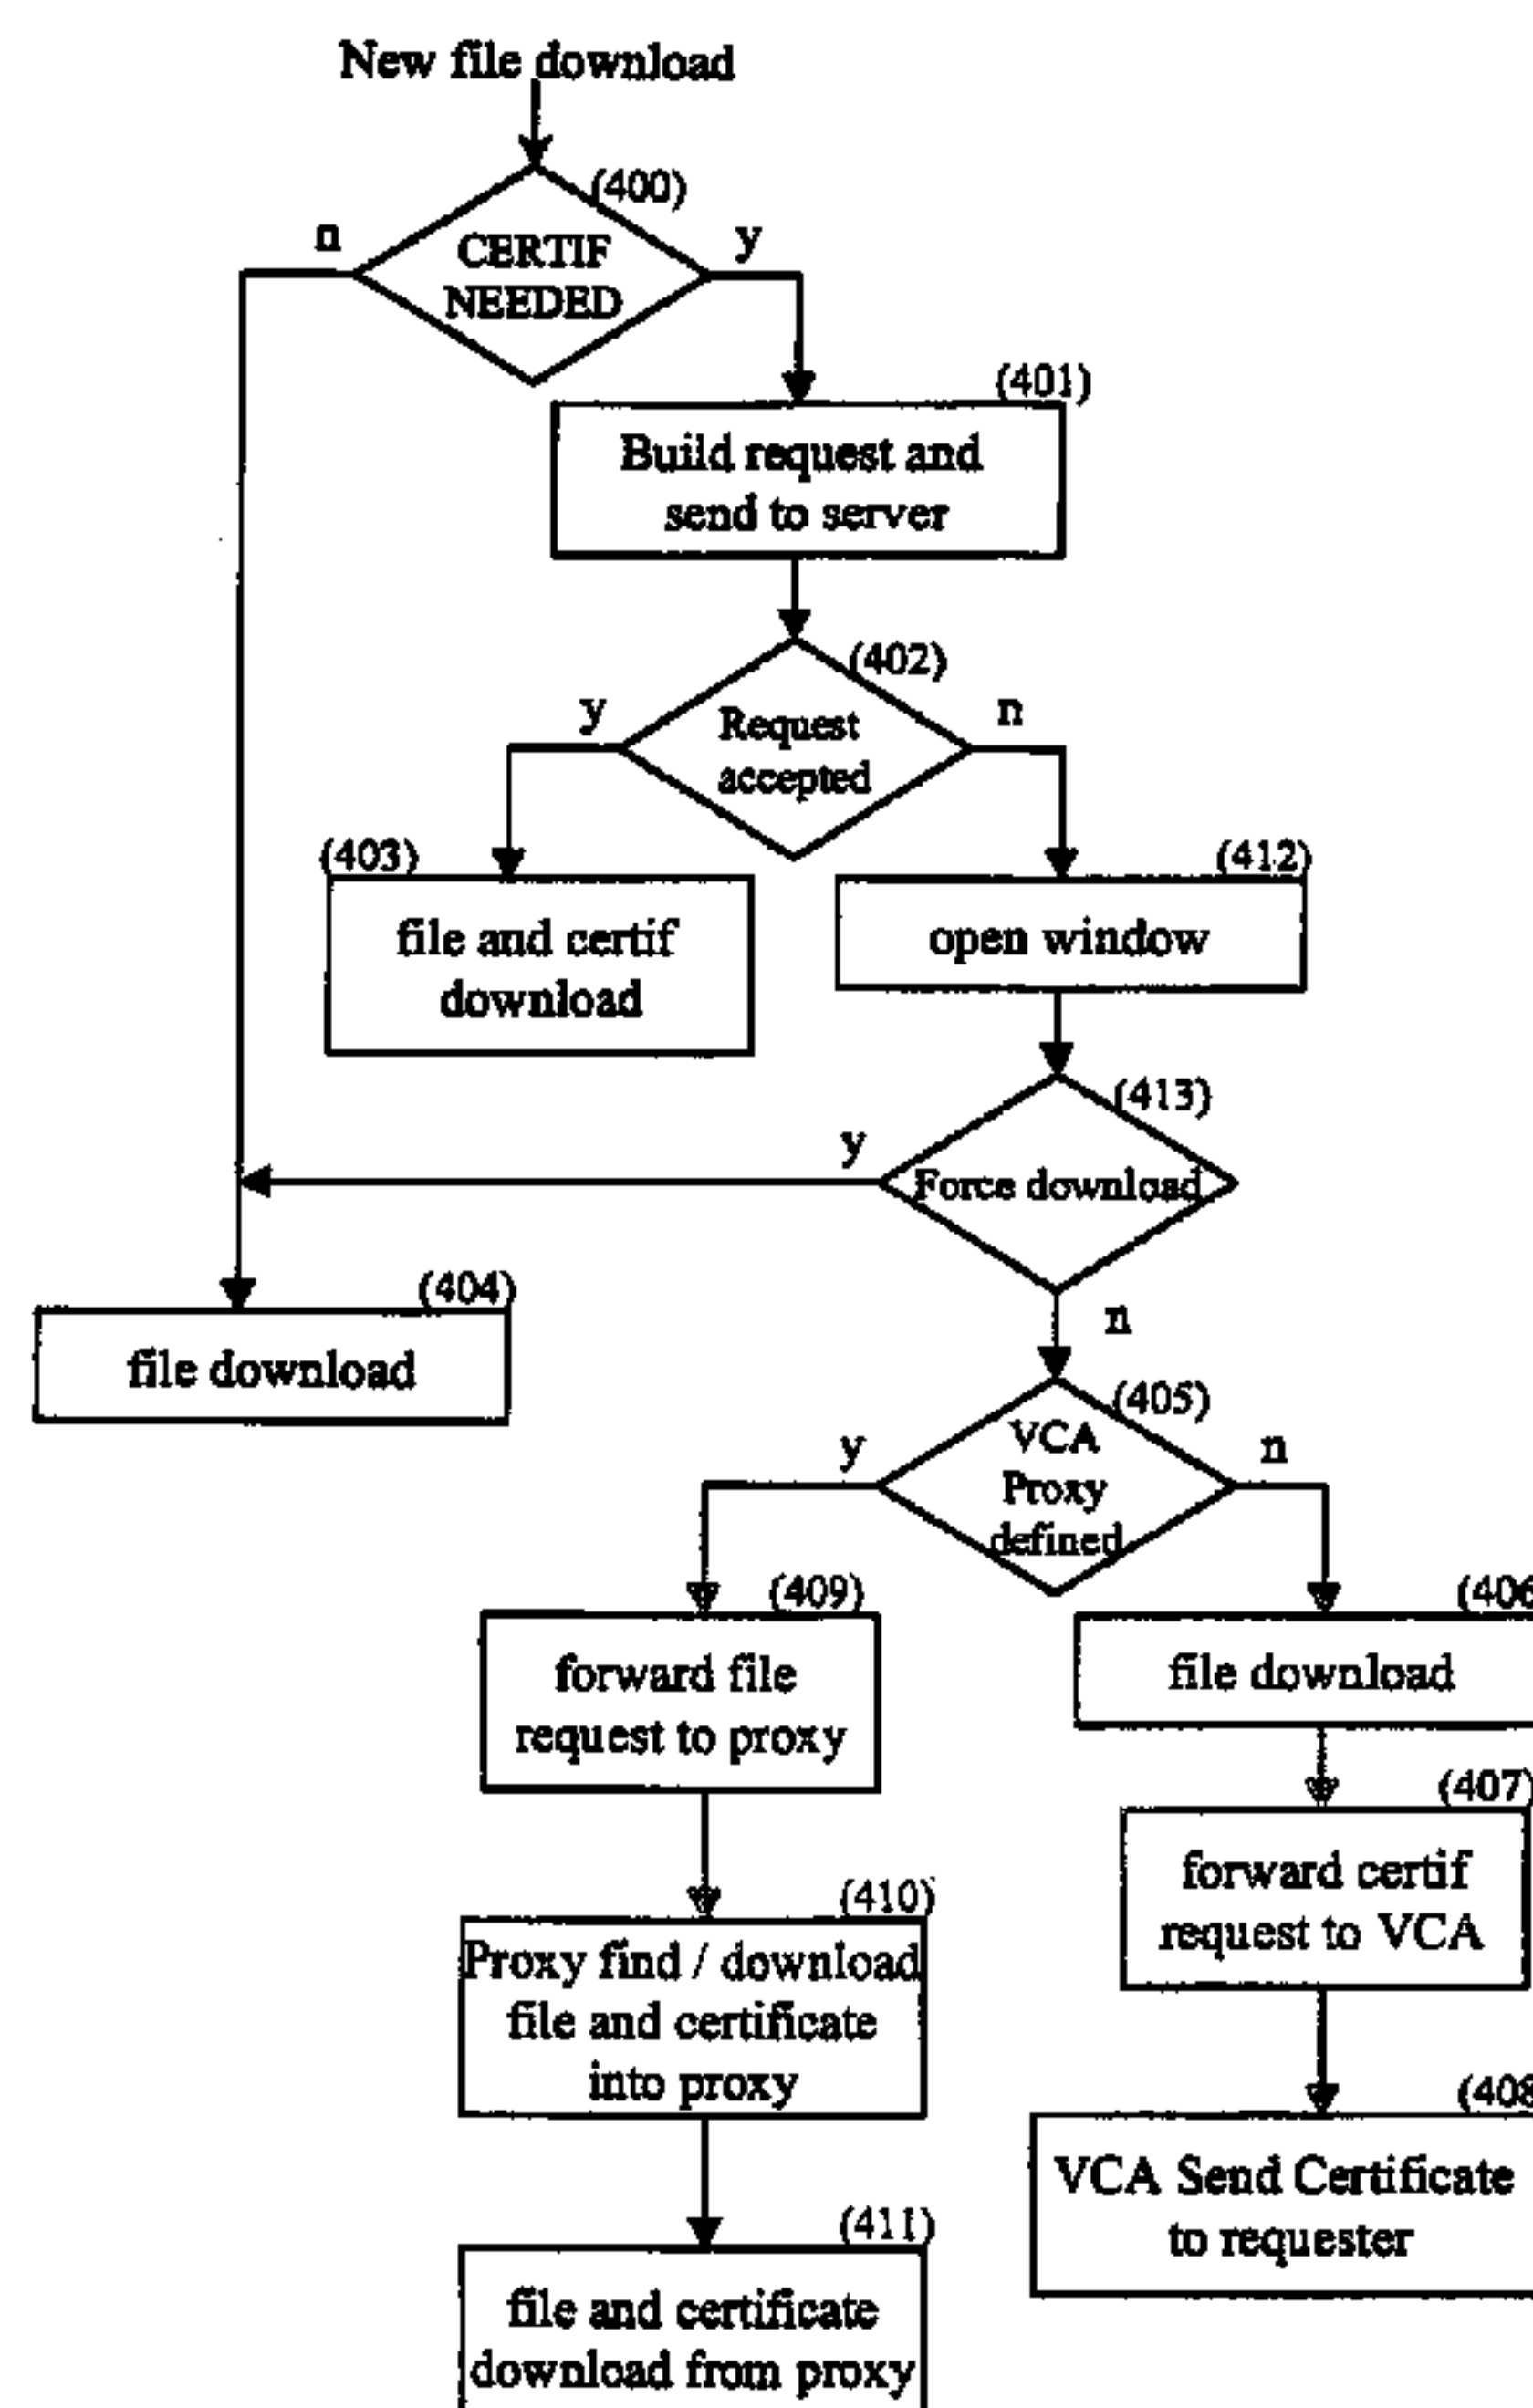 New file download
(400)
n
y
CERTIF
NEEDED
(401)
Build request and
send to server
(402)
y
n
Request
accepted
(403)
(412)
file and certif
download
open window
(413)
y
Force download
(404)
n
file download
(405)
y
n
VCA
Proxy
defined
(409)
(406
forward file
request to proxy
file download
(407)
forward certif
request to VCA
(410)
Proxy find / download
file and certificate
into proxy
(408
VCA Send Certificate
to requester
(411)
file and certificate
download from proxy